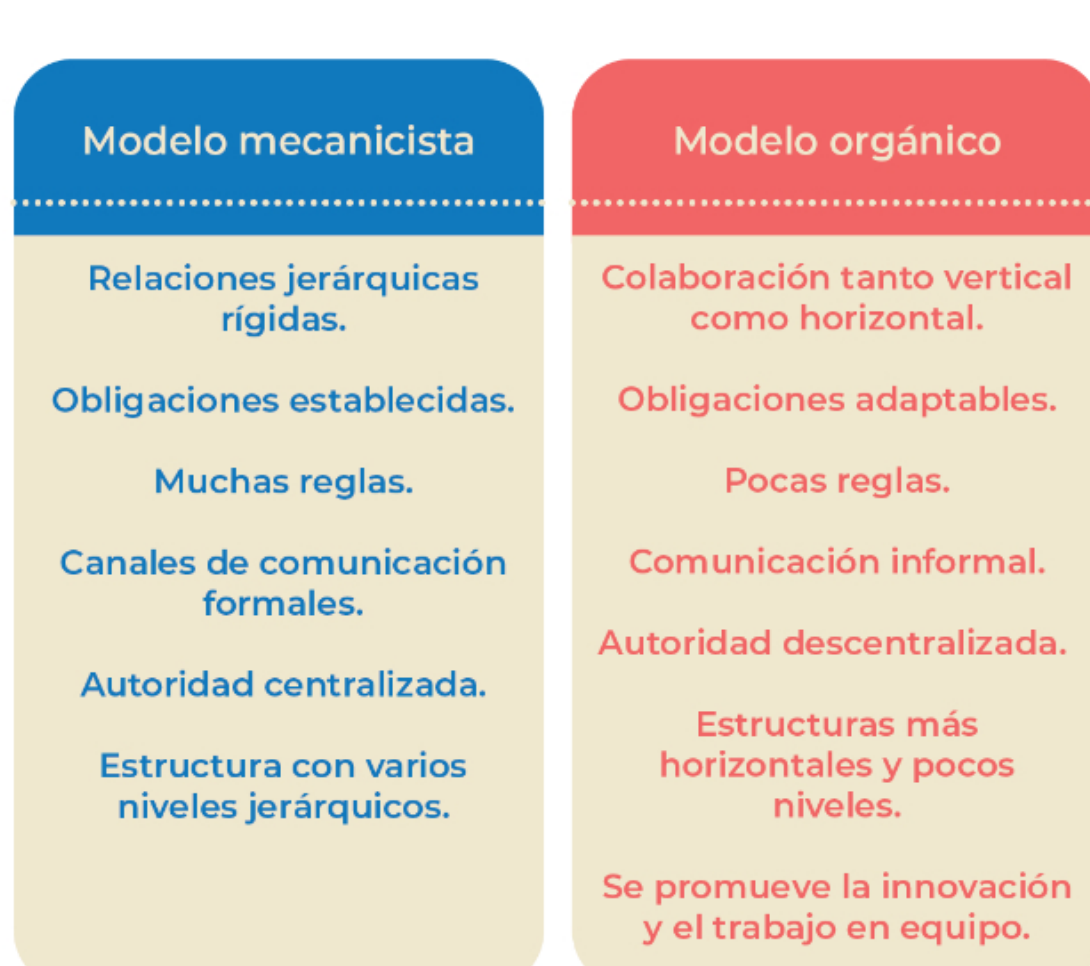 Modelo mecanicista
Relaciones jerárquicas
rígidas.
Obligaciones establecidas.
Muchas reglas.
Canales de comunicación
formales.
Autoridad centralizada.
Estructura con varios
niveles jerárquicos.
Modelo orgánico
Colaboración tanto vertical
como horizontal.
Obligaciones adaptables.
Pocas reglas.
Comunicación informal.
Autoridad descentralizada.
Estructuras más
horizontales y pocos
niveles.
Se promueve la innovación
y el trabajo en equipo.